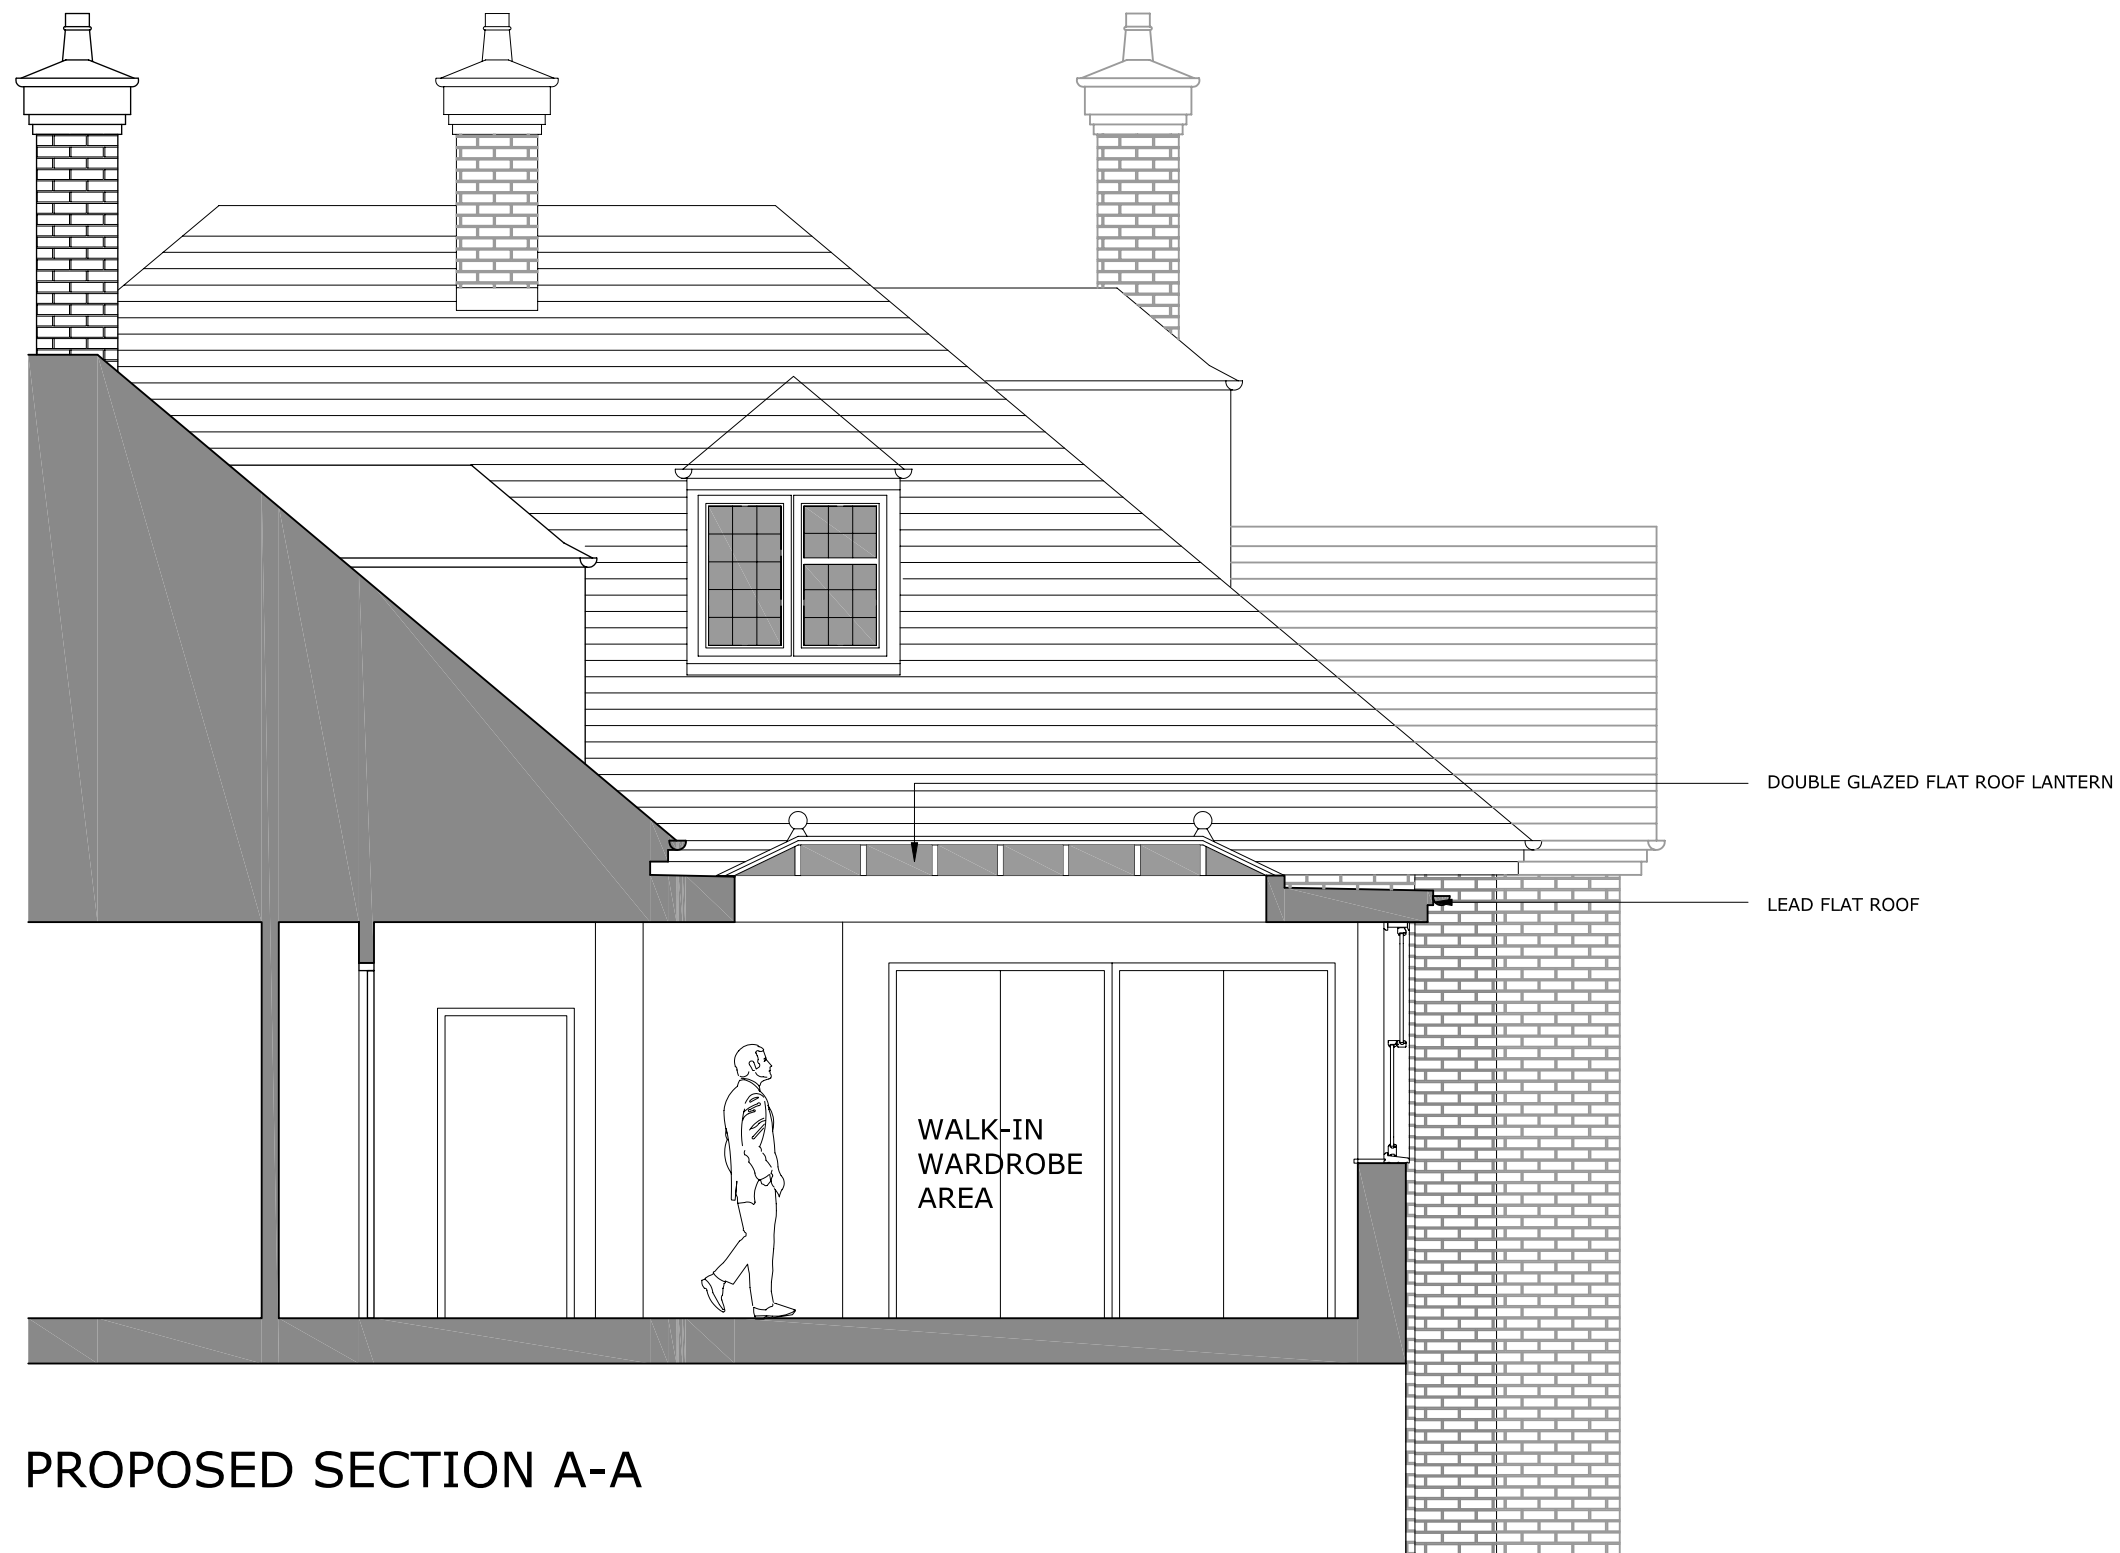 DOUBLE GLAZED FLAT ROOF LANTERN
LEAD FLAT ROOF
WALK-IN
WARDROBE
AREA
PROPOSED SECTION A-A